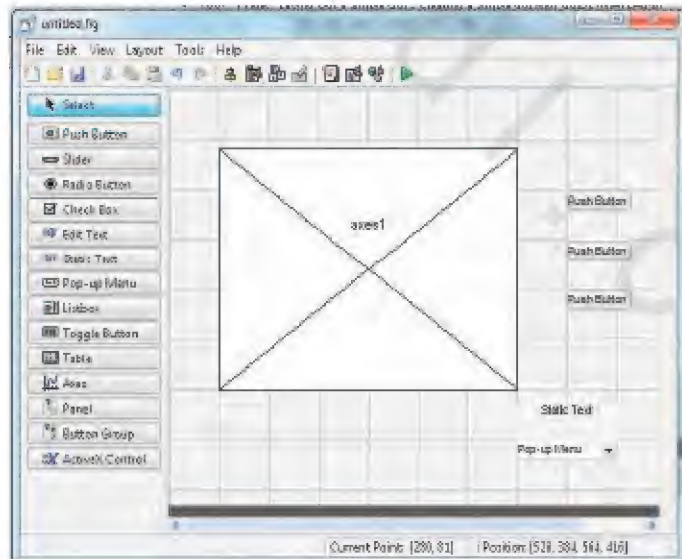 untitled.fig
File Edit View Layout Tools Help
Select
Push Button
Slider
Radio Button
Check Box
Edit Text
Static Text
Pop-up Menu
Listbox
Toggle Button
Table
Axes
Panel
Button Group
ActiveX Control
axes1
Push Button
Push Button
Push Button
Static Text
Pop-up Menu
Current Point: [280, 81] Position: [528, 384, 564, 416]